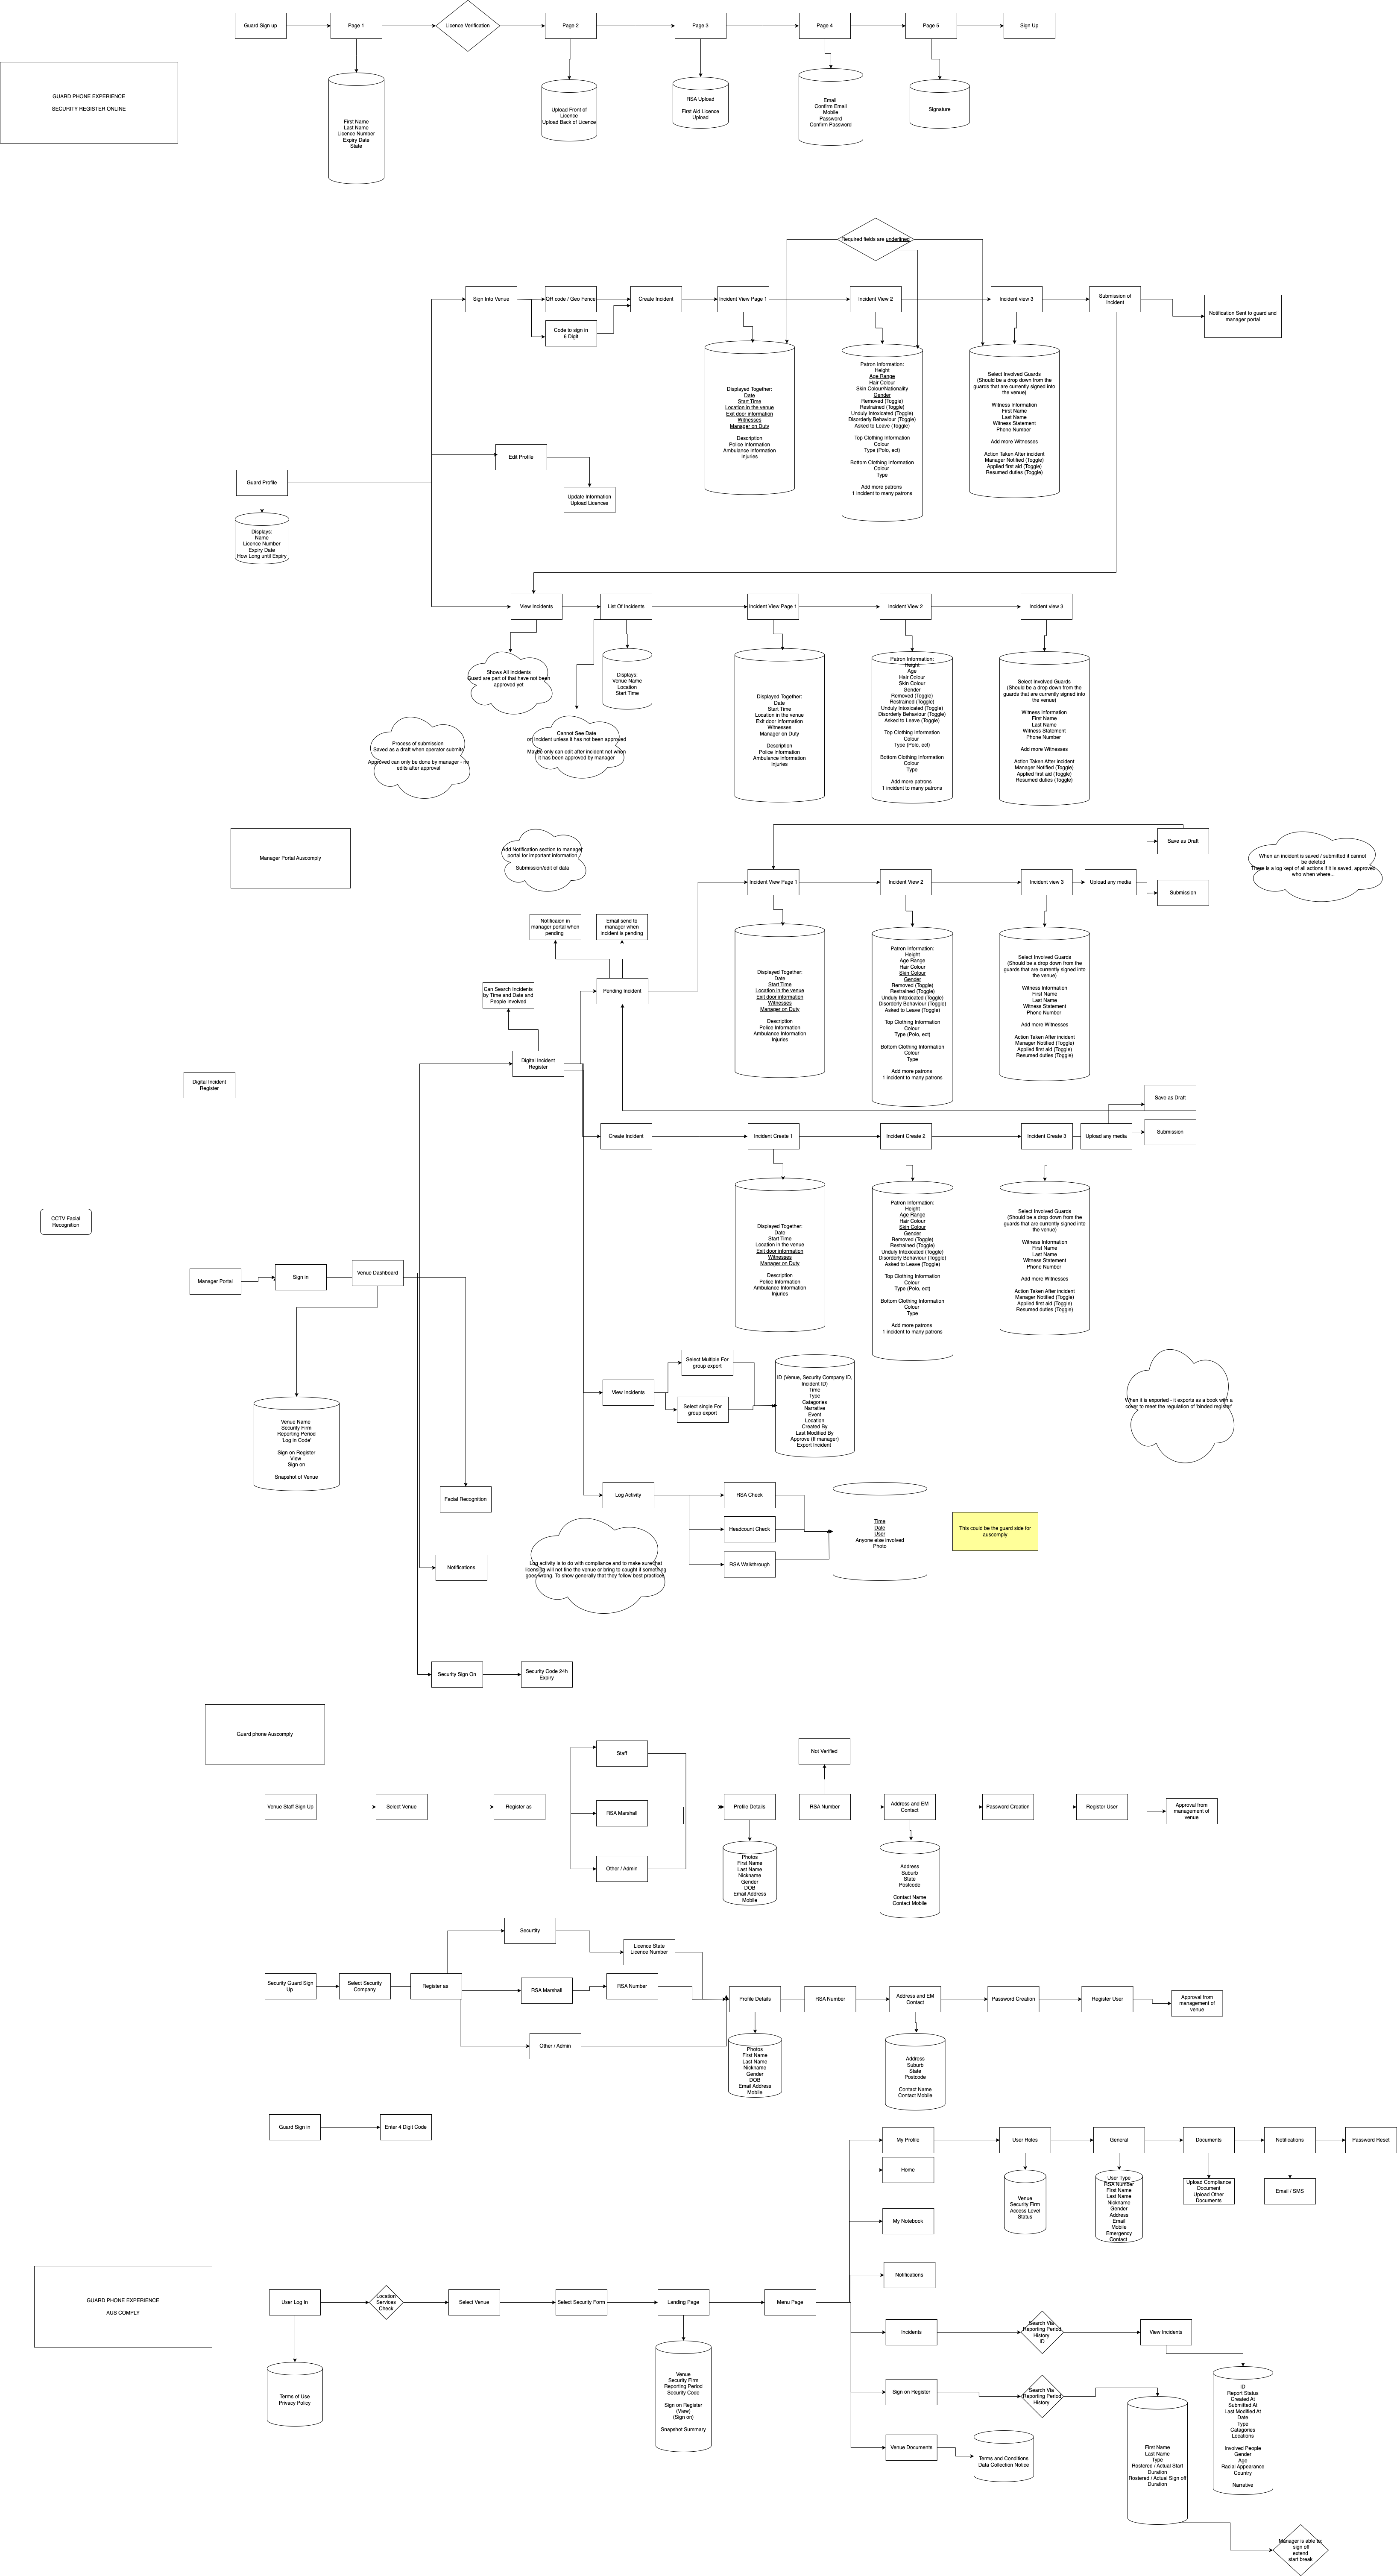 Guard Sign up
Page 1
Licence Verification
Page 2
Page 3
Page 4
Page 5
Sign Up
GUARD PHONE EXPERIENCE
SECURITY REGISTER ONLINE
First Name
Last Name
Licence Number
Expiry Date
State
Upload Front of
Licence
Upload Back of Licence
RSA Upload
First Aid Licence
Upload
Email
Confirm Email
Mobile
Password
Confirm Password
Signature
Required fields are underlined
Sign Into Venue
QR code / Geo Fence
Create Incident
Incident View Page 1
Incident View 2
Incident view 3
Submission of
Incident
Notification Sent to guard and
manager portal
Code to sign in
6 Digit
Displayed Together:
Date
Start Time
Location in the venue
Exit door information
Witnesses
Manager on Duty
Description
Police Information
Ambulance Information
Injuries
Patron Information:
Height
Age Range
Hair Colour
Skin Colour/Nationality
Gender
Removed (Toggle)
Restrained (Toggle)
Unduly Intoxicated (Toggle)
Disorderly Behaviour (Toggle)
Asked to Leave (Toggle)
Top Clothing Information
Colour
Type (Polo, ect)
Bottom Clothing Information
Colour
Type
Add more patrons
1 incident to many patrons
Select Involved Guards
(Should be a drop down from the
guards that are currently signed into
the venue)
Witness Information
First Name
Last Name
Witness Statement
Phone Number
Add more Witnesses
Action Taken After incident
Manager Notified (Toggle)
Applied first aid (Toggle)
Resumed duties (Toggle)
Edit Profile
Update Information
Upload Licences
Guard Profile
Displays:
Name
Licence Number
Expiry Date
How Long until Expiry
View Incidents
List Of Incidents
Incident View Page 1
Incident View 2
Incident view 3
Shows All Incidents
Guard are part of that have not been
approved yet
Displays:
Venue Name
Location
Start Time
Process of submission
Saved as a draft when operator submits
Approved can only be done by manager - no
edits after approval
Cannot See Date
on Incident unless it has not been approved
Maybe only can edit after incident not when
it has been approved by manager
Displayed Together:
Date
Start Time
Location in the venue
Exit door information
Witnesses
Manager on Duty
Description
Police Information
Ambulance Information
Injuries
Patron Information:
Height
Age
Hair Colour
Skin Colour
Gender
Removed (Toggle)
Restrained (Toggle)
Unduly Intoxicated (Toggle)
Disorderly Behaviour (Toggle)
Asked to Leave (Toggle)
Top Clothing Information
Colour
Type (Polo, ect)
Bottom Clothing Information
Colour
Type
Add more patrons
1 incident to many patrons
Select Involved Guards
(Should be a drop down from the
guards that are currently signed into
the venue)
Witness Information
First Name
Last Name
Witness Statement
Phone Number
Add more Witnesses
Action Taken After incident
Manager Notified (Toggle)
Applied first aid (Toggle)
Resumed duties (Toggle)
Manager Portal Auscomply
Add Notification section to manager
portal for important information
Submission/edit of data
Save as Draft
When an incident is saved / submitted it cannot
be deleted
There is a log kept of all actions if it is saved, approved
who when where...
Incident View Page 1
Incident View 2
Incident view 3
Upload any media
Submission
Notificaion in
manager portal when
pending
Email send to
manager when
incident is pending
Can Search Incidents
by Time and Date and
People involved
Pending Incident
Displayed Together:
Date
Start Time
Location in the venue
Exit door information
Witnesses
Manager on Duty
Description
Police Information
Ambulance Information
Injuries
Patron Information:
Height
Age Range
Hair Colour
Skin Colour
Gender
Removed (Toggle)
Restrained (Toggle)
Unduly Intoxicated (Toggle)
Disorderly Behaviour (Toggle)
Asked to Leave (Toggle)
Top Clothing Information
Colour
Type (Polo, ect)
Bottom Clothing Information
Colour
Type
Add more patrons
1 incident to many patrons
Select Involved Guards
(Should be a drop down from the
guards that are currently signed into
the venue)
Witness Information
First Name
Last Name
Witness Statement
Phone Number
Add more Witnesses
Action Taken After incident
Manager Notified (Toggle)
Applied first aid (Toggle)
Resumed duties (Toggle)
Digital Incident
Register
Digital Incident
Register
Save as Draft
Create Incident
Incident Create 1
Incident Create 2
Incident Create 3
Upload any media
Submission
Displayed Together:
Date
Start Time
Location in the venue
Exit door information
Witnesses
Manager on Duty
Description
Police Information
Ambulance Information
Injuries
Patron Information:
Height
Age Range
Hair Colour
Skin Colour
Gender
Removed (Toggle)
Restrained (Toggle)
Unduly Intoxicated (Toggle)
Disorderly Behaviour (Toggle)
Asked to Leave (Toggle)
Top Clothing Information
Colour
Type (Polo, ect)
Bottom Clothing Information
Colour
Type
Add more patrons
1 incident to many patrons
Select Involved Guards
(Should be a drop down from the
guards that are currently signed into
the venue)
Witness Information
First Name
Last Name
Witness Statement
Phone Number
Add more Witnesses
Action Taken After incident
Manager Notified (Toggle)
Applied first aid (Toggle)
Resumed duties (Toggle)
CCTV Facial
Recognition
Manager Portal
Sign in
Venue Dashboard
Venue Name
Security Firm
Reporting Period
'Log in Code'
Sign on Register
View
Sign on
Snapshot of Venue
View Incidents
Select Multiple For
group export
Select single For
group export
ID (Venue, Security Company ID,
Incident ID)
Time
Type
Catagories
Narrative
Event
Location
Created By
Last Modified By
Approve (If manager)
Export Incident
When it is exported - it exports as a book with a
cover to meet the regulation of 'binded register'
Facial Recognition
Log Activity
RSA Check
Headcount Check
RSA Walkthrough
Time
Date
User
Anyone else involved
Photo
This could be the guard side for
auscomply
Notifications
Log activity is to do with compliance and to make sure that
licensing will not fine the venue or bring to caught if something
goes wrong. To show generally that they follow best practices
Security Sign On
Security Code 24h
Expiry
Guard phone Auscomply
Staff
Not Verified
Venue Staff Sign Up
Select Venue
Register as
RSA Marshall
Other / Admin
Profile Details
RSA Number
Address and EM
Contact
Password Creation
Register User
Approval from
management of
venue
Photos
First Name
Last Name
Nickname
Gender
DOB
Email Address
Mobile
Address
Suburb
State
Postcode
Contact Name
Contact Mobile
Securtity
Licence State
Licence Number
Security Guard Sign
Up
Select Security
Company
Register as
RSA Marshall
RSA Number
Other / Admin
Profile Details
RSA Number
Address and EM
Contact
Password Creation
Register User
Approval from
management of
venue
Photos
First Name
Last Name
Nickname
Gender
DOB
Email Address
Mobile
Address
Suburb
State
Postcode
Contact Name
Contact Mobile
Guard Sign in
Enter 4 Digit Code
My Profile
User Roles
General
Documents
Notifications
Password Reset
Home
Venue
Security Firm
Access Level
Status
User Type
RSA Number
First Name
Last Name
Nickname
Gender
Address
Email
Mobile
Emergency
Contact
Upload Compliance
Document
Upload Other
Documents
Email / SMS
My Notebook
Notifications
GUARD PHONE EXPERIENCE
AUS COMPLY
User Log In
Location
Services
Check
Select Venue
Select Security Form
Landing Page
Menu Page
Terms of Use
Privacy Policy
Venue
Security Firm
Reporting Period
Security Code
Sign on Register
(View)
(Sign on)
Snapshot Summary
Incidents
Search Via
Reporting Period
History
ID
View Incidents
Sign on Register
Search Via
Reporting Period
History
Venue Documents
Terms and Conditions
Data Collection Notice
First Name
Last Name
Type
Rostered / Actual Start
Duration
Rostered / Actual Sign off
Duration
ID
Report Status
Created At
Submitted At
Last Modified At
Date
Type
Catagories
Locations
Involved People
Gender
Age
Racial Appearance
Country
Narrative
Manager is able to:
sign off
extend
start break